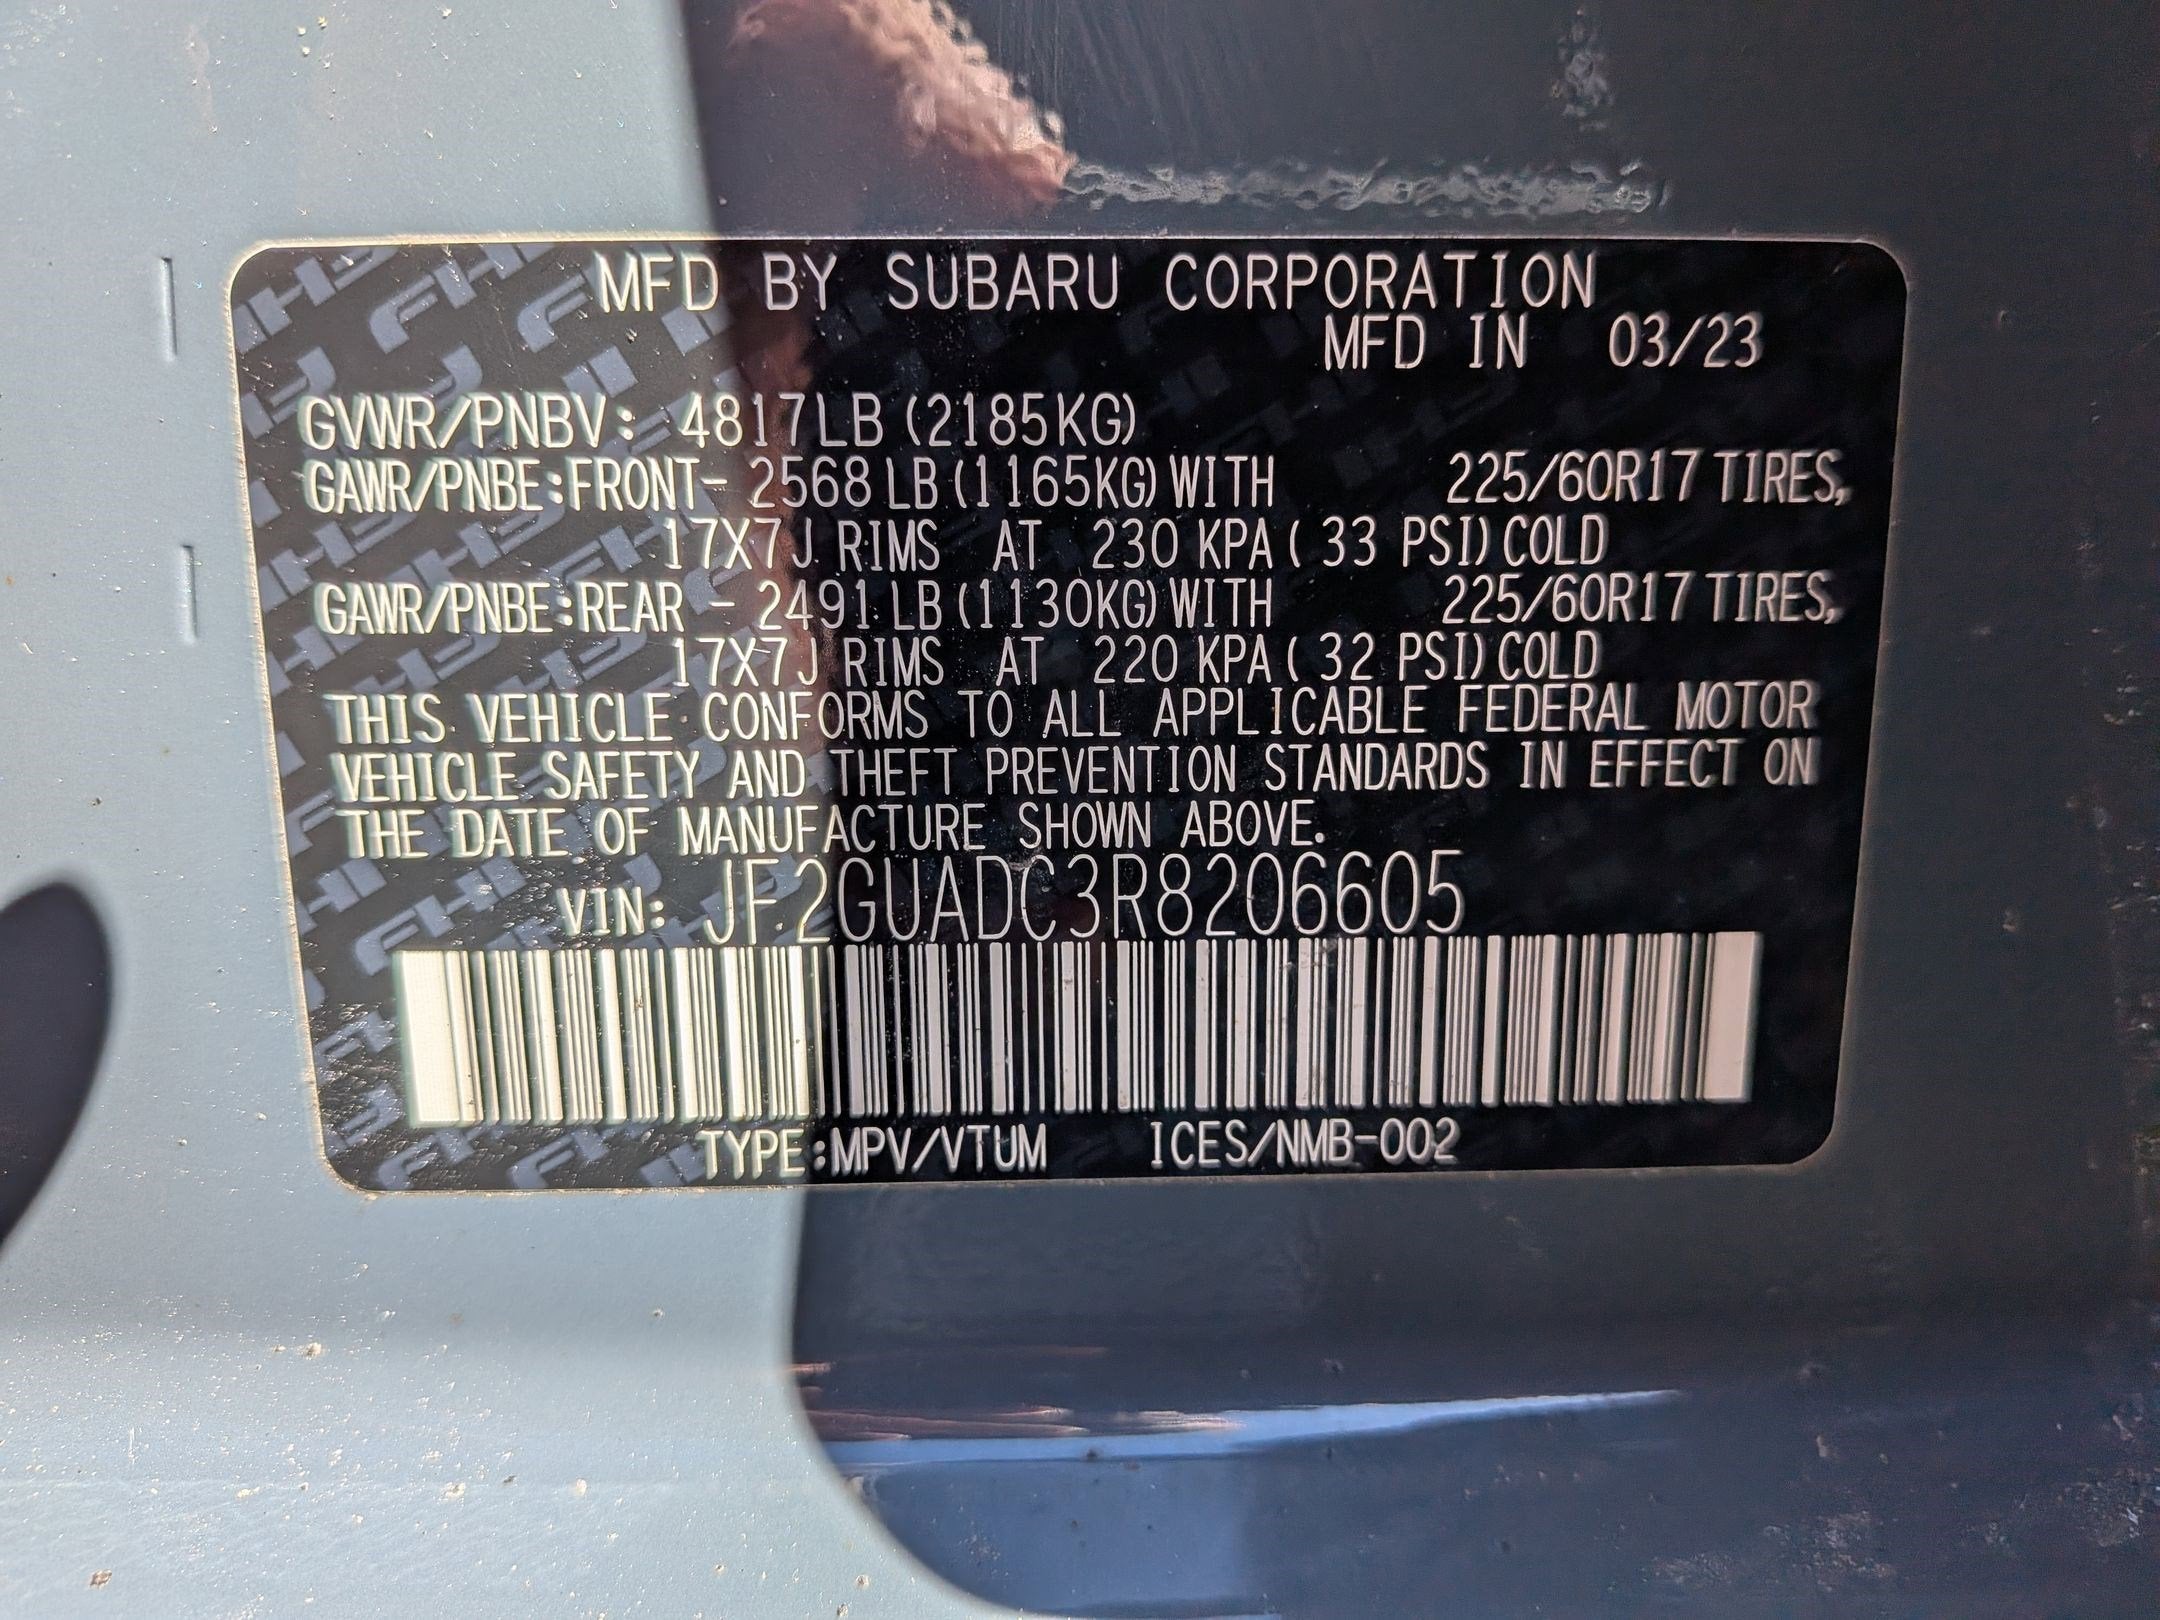 MFD BY SUBARU CORPORATION
MFD IN 03/23
GVWR/PNBV: 4817LB (2185KG)
GAWR/PNBE:FRONT- 2568 LB (1165KG) WITH 225/60R17 TIRES,
17X7J RIMS AT 230 KPA ( 33 PSI) COLD
GAWR/PNBE:REAR - 2491 LB (1130KG) WITH 225/60R17 TIRES,
17X7J RIMS AT 220 KPA ( 32 PSI) COLD
THIS VEHICLE CONFORMS TO ALL APPLICABLE FEDERAL MOTOR
VEHICLE SAFETY AND THEFT PREVENTION STANDARDS IN EFFECT ON
THE DATE OF MANUFACTURE SHOWN ABOVE.
VIN: JF2GUADC3R8206605
TYPE:MPV/VTUM ICES/NMB-002